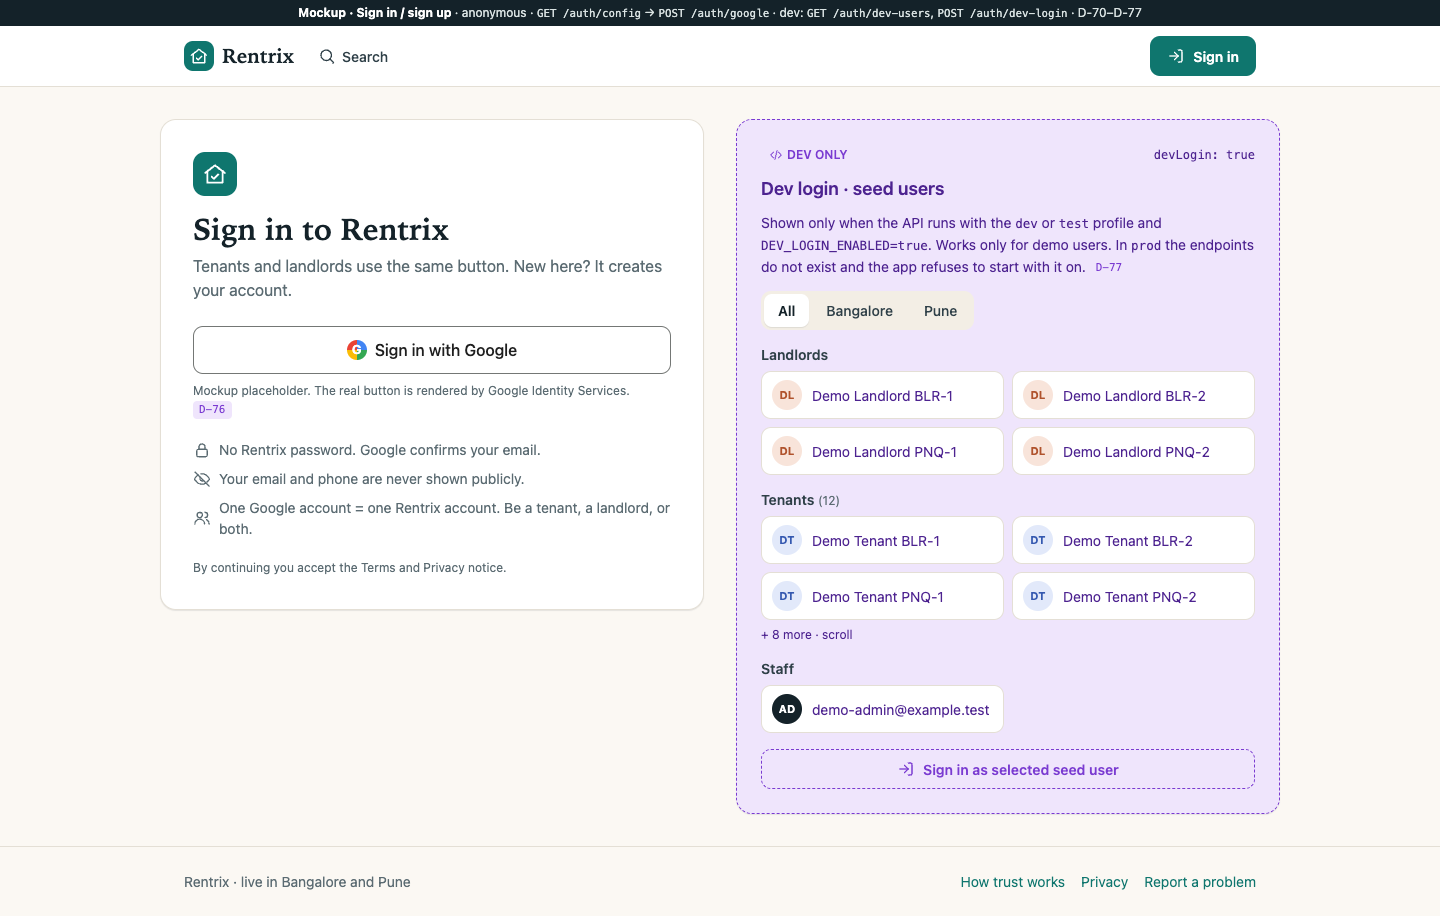 Mockup · Sign in / sign up · anonymous · GET /auth/config → POST /auth/google · dev: GET /auth/dev-users, POST /auth/dev-login · D-70–D-77
Rentrix
Search
Sign in
Sign in to Rentrix
Tenants and landlords use the same button. New here? It creates
your account.
G Sign in with Google
Mockup placeholder. The real button is rendered by Google Identity Services.
D-76
No Rentrix password. Google confirms your email.
Your email and phone are never shown publicly.
One Google account = one Rentrix account. Be a tenant, a landlord, or
both.
By continuing you accept the Terms and Privacy notice.
DEV ONLY
devLogin: true
Dev login · seed users
Shown only when the API runs with the dev or test profile and
DEV_LOGIN_ENABLED=true. Works only for demo users. In prod the endpoints
do not exist and the app refuses to start with it on. D-77
All Bangalore Pune
Landlords
DL Demo Landlord BLR-1
DL Demo Landlord BLR-2
DL Demo Landlord PNQ-1
DL Demo Landlord PNQ-2
Tenants (12)
DT Demo Tenant BLR-1
DT Demo Tenant BLR-2
DT Demo Tenant PNQ-1
DT Demo Tenant PNQ-2
+ 8 more · scroll
Staff
AD demo-admin@example.test
Sign in as selected seed user
Rentrix · live in Bangalore and Pune
How trust works Privacy Report a problem